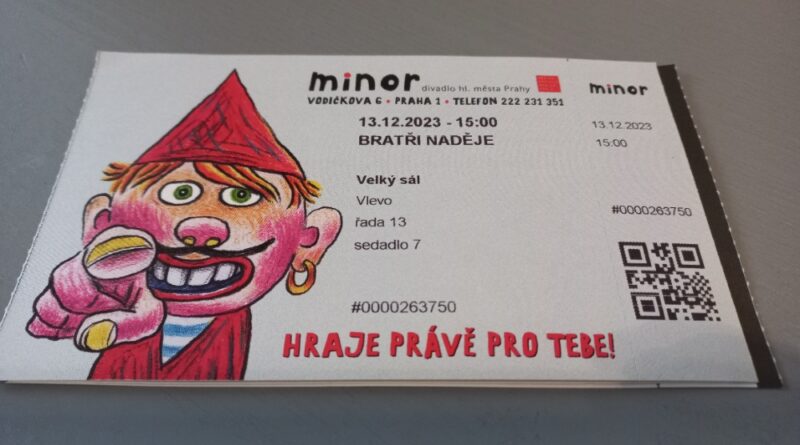 minor divadlo hl. města Prahy
VODIČKOVA 6 • PRAHA 1 • TELEFON 222 231 351
13.12.2023 - 15:00
BRATŘI NADĚJE
Velký sál
Vlevo
řada 13
sedadlo 7
#0000263750
HRAJE PRÁVĚ PRO TEBE!
minor
13.12.2023
15:00
#0000263750